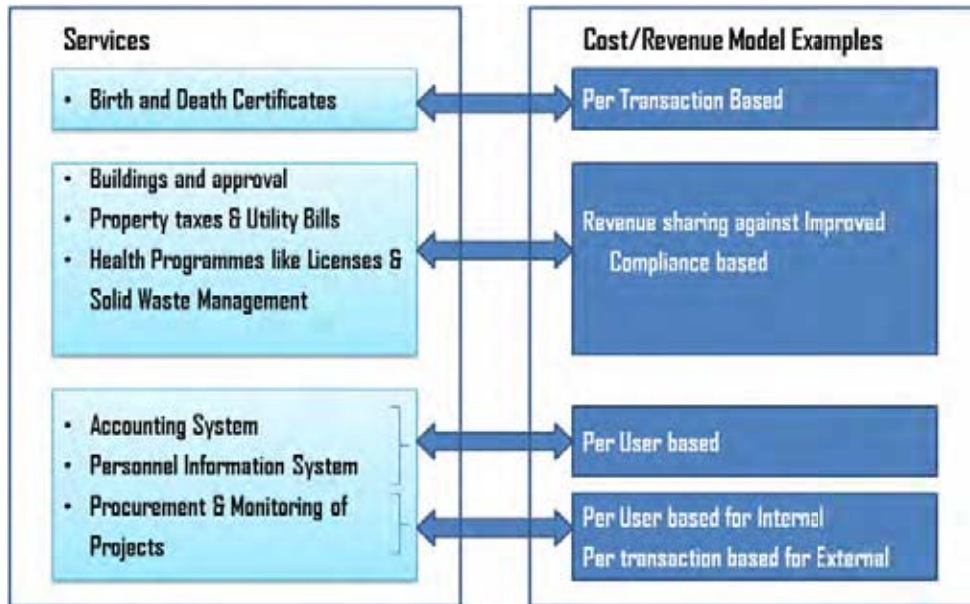 Services
• Birth and Death Certificates
• Buildings and approval
• Property taxes & Utility Bills
• Health Programmes like Licenses &
Solid Waste Management
• Accounting System
• Personnel Information System
• Procurement & Monitoring of
Projects
Cost/Revenue Model Examples
Per Transaction Based
Revenue sharing against Improved
Compliance based
Per User based
Per User based for Internal
Per transaction based for External